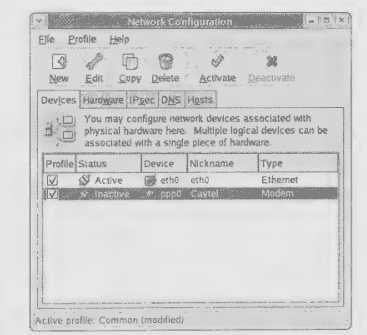 Network Configuration
File Profile Help
New Edit Copy Delete Activate Deactivate
Devices Hardware IPsec DNS Hosts
You may configure network devices associated with
physical hardware here. Multiple logical devices can be
associated with a single piece of hardware.
Profile Status Device Nickname Type
Active eth0 eth0 Ethernet
Inactive ppp0 Caytel Modem
Active profile: Common (modified)